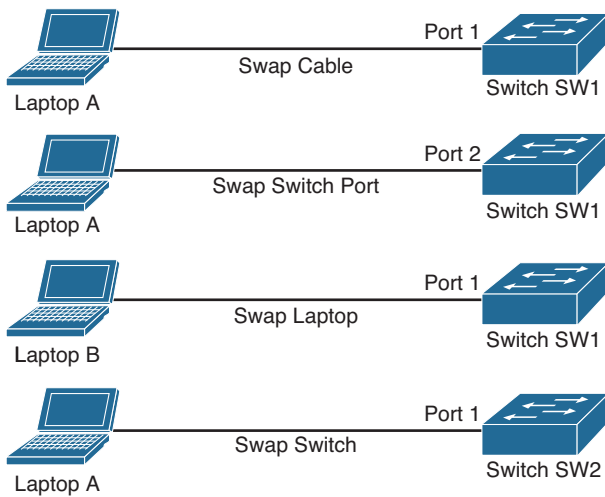 Port 1
Swap Cable
Laptop A
Switch SW1
Port 2
Swap Switch Port
Laptop A
Switch SW1
Port 1
Swap Laptop
Laptop B
Switch SW1
Port 1
Swap Switch
Laptop A
Switch SW2